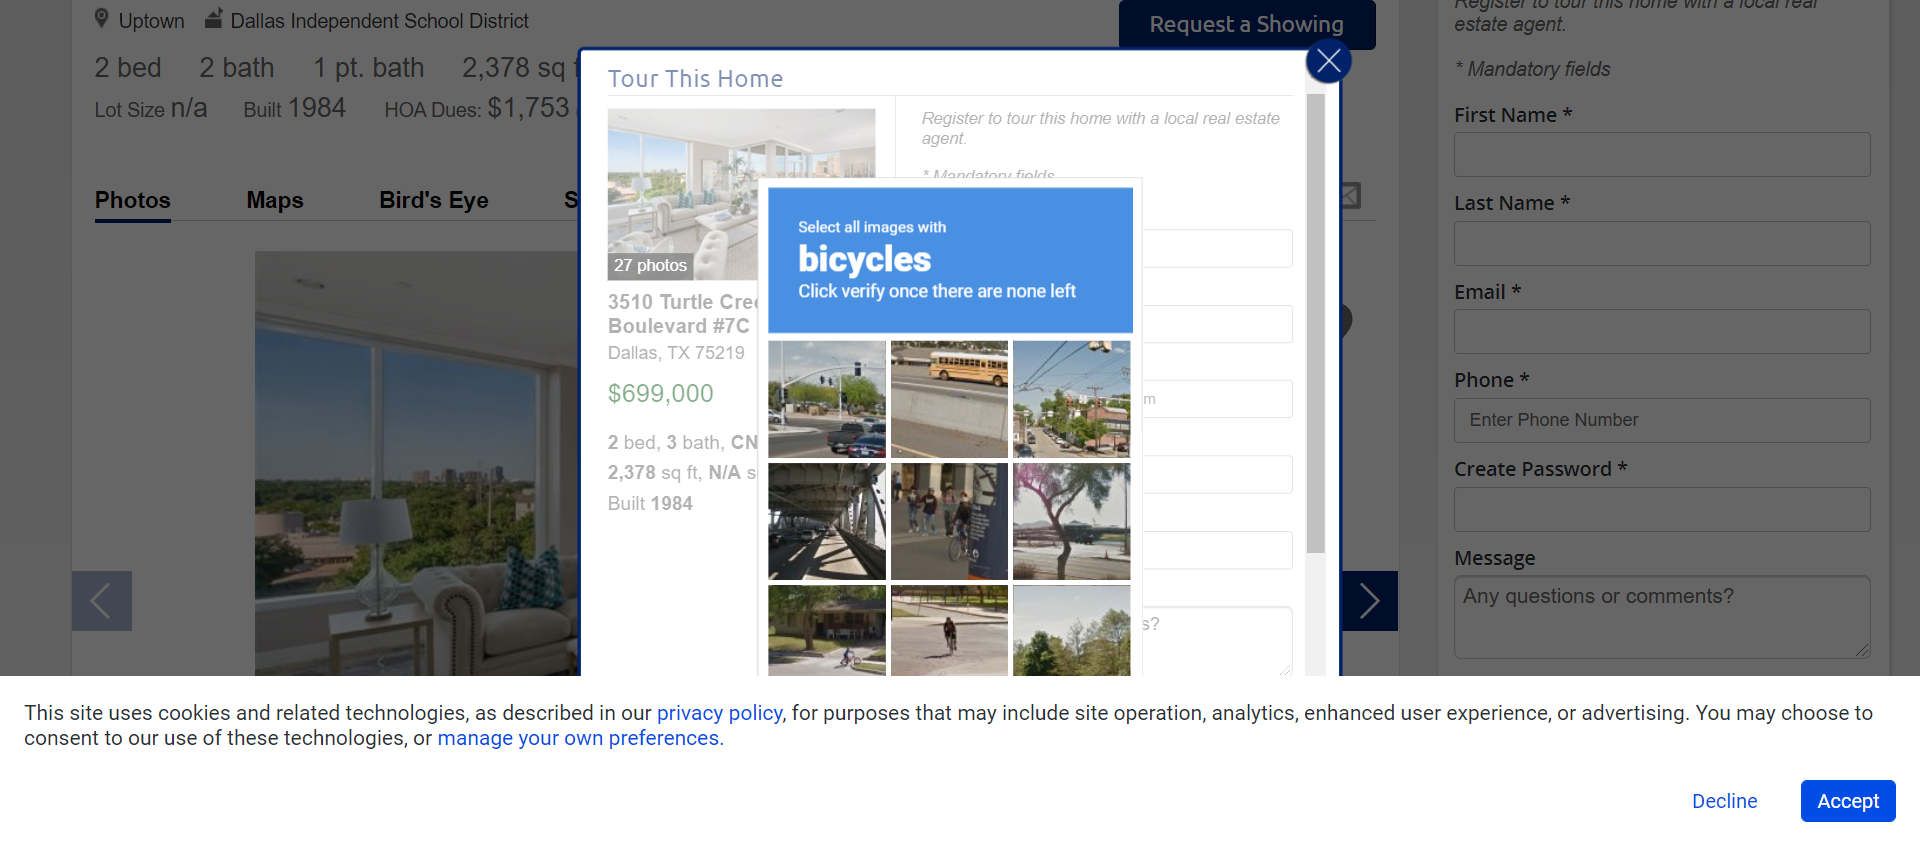 Uptown
Dallas Independent School District
Request a Showing
2 bed
2 bath
1 pt. bath
2,378 sq
Lot Size n/a
Built 1984
HOA Dues: $1,753
Photos
Maps
Bird's Eye
S
Tour This Home
27 photos
3510 Turtle Cree
Boulevard #7C
Dallas, TX 75219
$699,000
2 bed, 3 bath, CN
2,378 sq ft, N/A s
Built 1984
Register to tour this home with a local real estate
agent.
* Mandatory fields
Select all images with
bicycles
Click verify once there are none left
m
s?
Register to tour this home with a local real
estate agent.
* Mandatory fields
First Name *
Last Name *
Email *
Phone *
Enter Phone Number
Create Password *
Message
Any questions or comments?
This site uses cookies and related technologies, as described in our privacy policy, for purposes that may include site operation, analytics, enhanced user experience, or advertising. You may choose to
consent to our use of these technologies, or manage your own preferences.
Decline
Accept